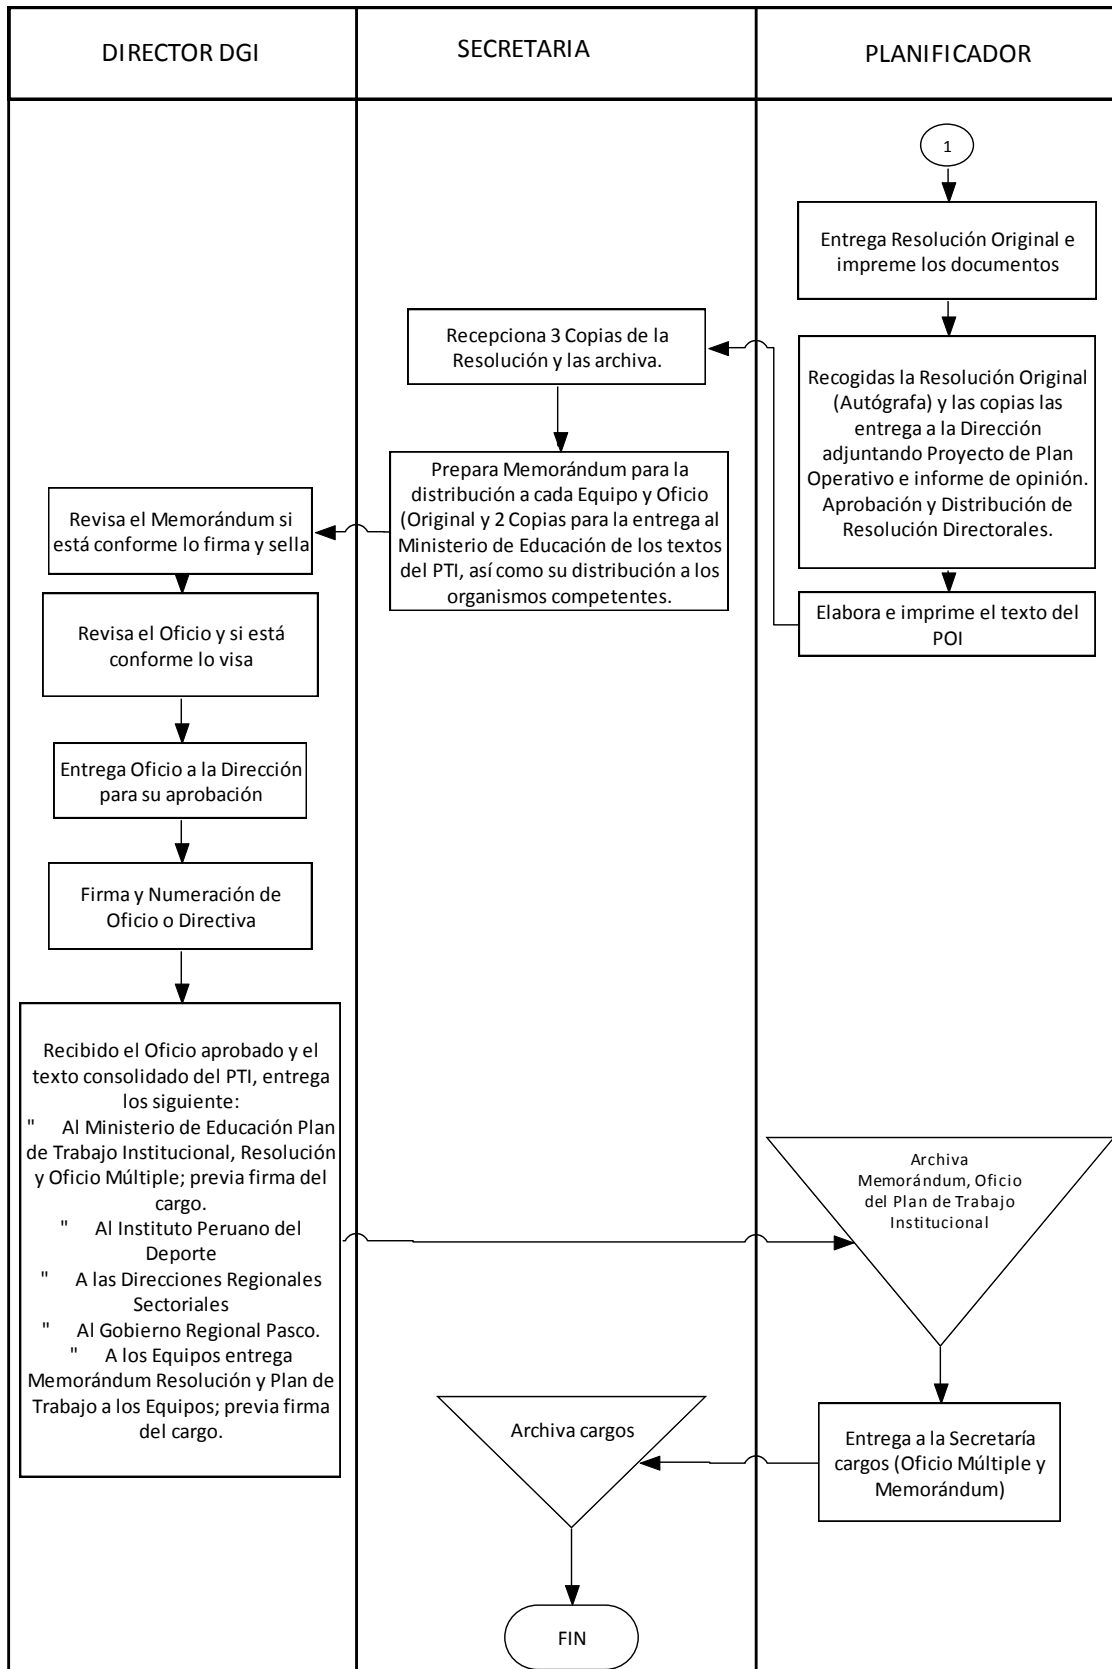 DIRECTOR DGI
SECRETARIA
PLANIFICADOR
1
Entrega Resolución Original e
impreme los documentos
Recogidas la Resolución Original
(Autógrafa) y las copias las
entrega a la Dirección
adjuntando Proyecto de Plan
Operativo e informe de opinión.
Aprobación y Distribución de
Resolución Directorales.
Elabora e imprime el texto del
POI
Recepciona 3 Copias de la
Resolución y las archiva.
Prepara Memorándum para la
distribución a cada Equipo y Oficio
(Original y 2 Copias para la entrega al
Ministerio de Educación de los textos
del PTI, así como su distribución a los
organismos competentes.
Revisa el Memorándum si
está conforme lo firma y sella
Revisa el Oficio y si está
conforme lo visa
Entrega Oficio a la Dirección
para su aprobación
Firma y Numeración de
Oficio o Directiva
Recibido el Oficio aprobado y el
texto consolidado del PTI, entrega
los siguiente:
" Al Ministerio de Educación Plan
de Trabajo Institucional, Resolución
y Oficio Múltiple; previa firma del
cargo.
" Al Instituto Peruano del
Deporte
" A las Direcciones Regionales
Sectoriales
" Al Gobierno Regional Pasco.
" A los Equipos entrega
Memorándum Resolución y Plan de
Trabajo a los Equipos; previa firma
del cargo.
Archiva
Memorándum, Oficio
del Plan de Trabajo
Institucional
Entrega a la Secretaría
cargos (Oficio Múltiple y
Memorándum)
Archiva cargos
FIN